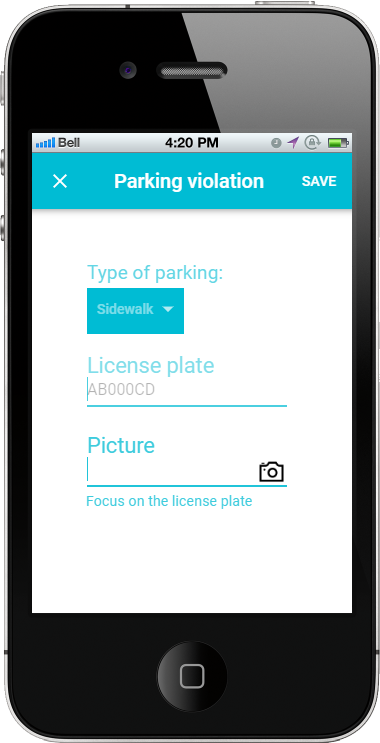 Bell 4:20 PM
Parking violation SAVE
Type of parking:
Sidewalk
License plate
AB000CD
Picture
Focus on the license plate